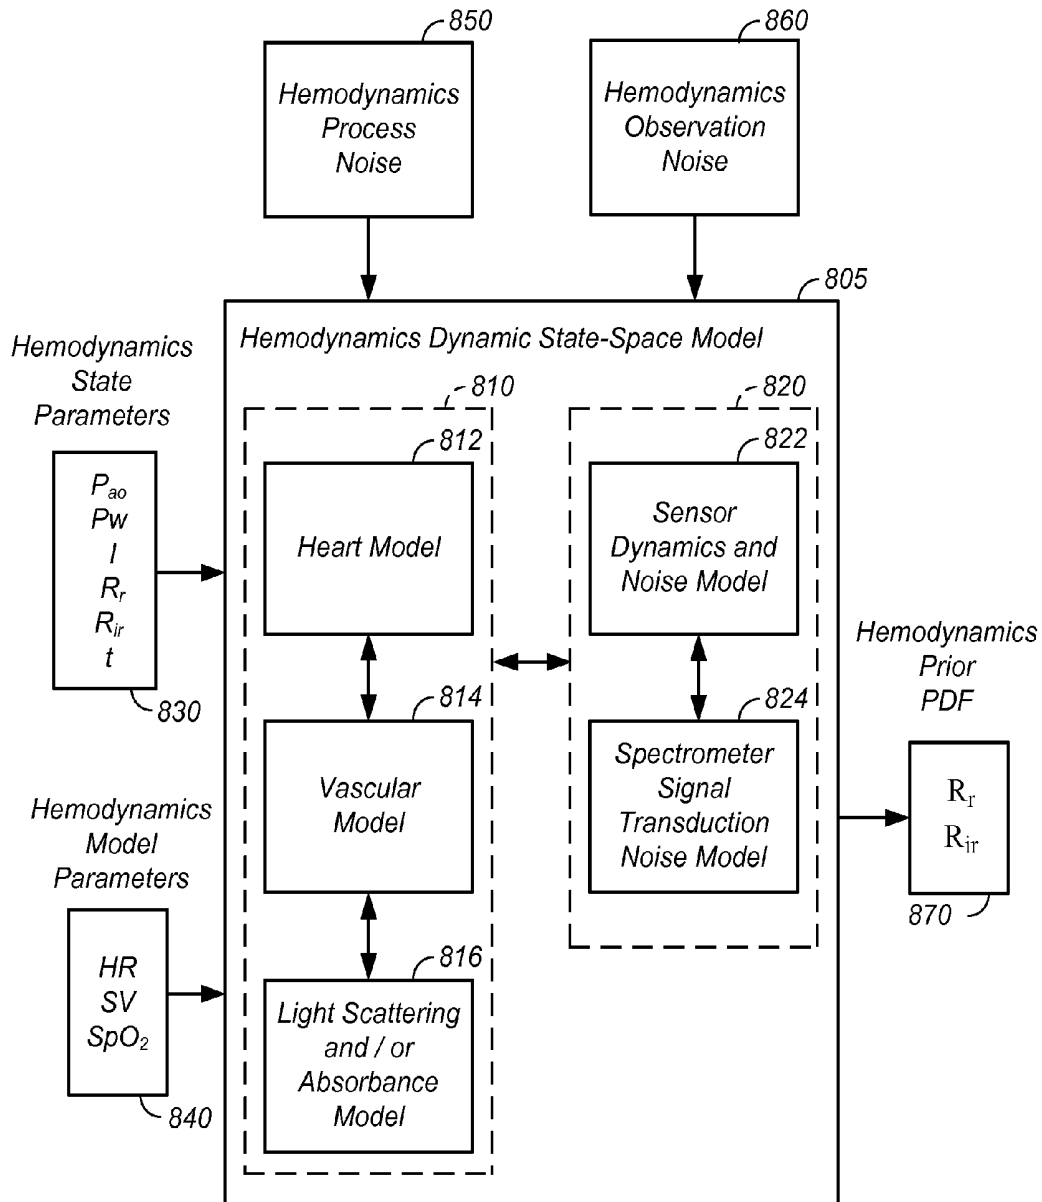 850
860
Hemodynamics
Process
Noise
Hemodynamics
Observation
Noise
805
Hemodynamics Dynamic State-Space Model
Hemodynamics
State
Parameters
810
820
812
822
Pao
Pw
I
Rr
Rir
t
830
Heart Model
Sensor
Dynamics and
Noise Model
Hemodynamics
Prior
PDF
814
824
Vascular
Model
Spectrometer
Signal
Transduction
Noise Model
Rr
Rir
870
Hemodynamics
Model
Parameters
HR
SV
SpO2
840
816
Light Scattering
and / or
Absorbance
Model